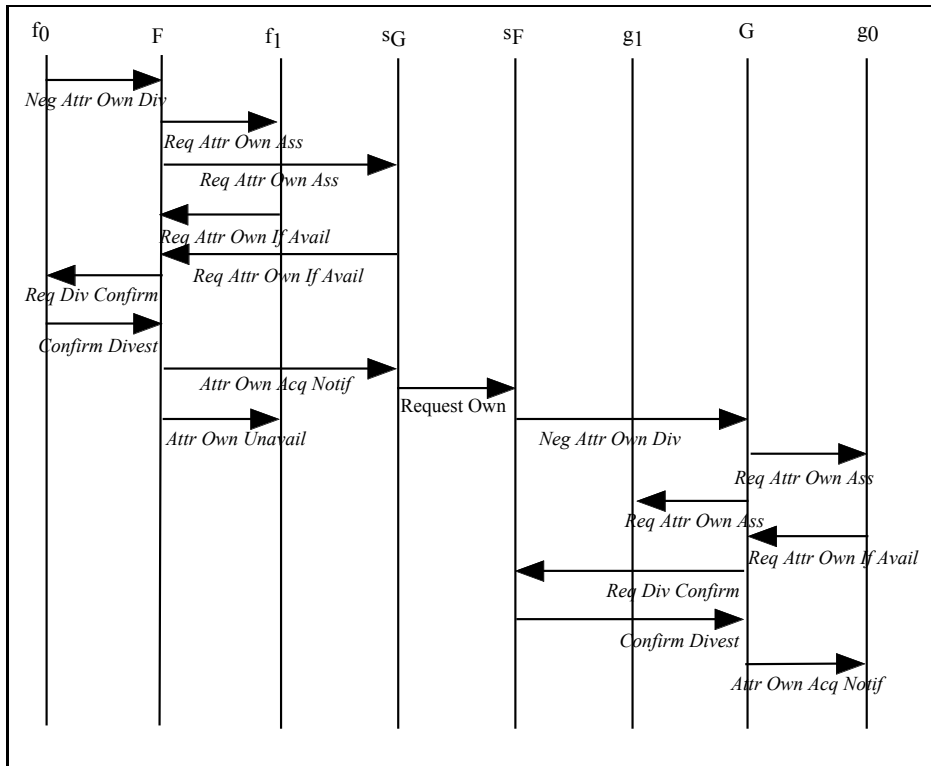 f0 F f1 sG sF g1 G g0
Neg Attr Own Div
Req Attr Own Ass
Req Attr Own Ass
Req Attr Own If Avail
Req Attr Own If Avail
Req Div Confirm
Confirm Divest
Attr Own Acq Notif
Request Own
Attr Own Unavail
Neg Attr Own Div
Req Attr Own Ass
Req Attr Own Ass
Req Attr Own If Avail
Req Div Confirm
Confirm Divest
Attr Own Acq Notif